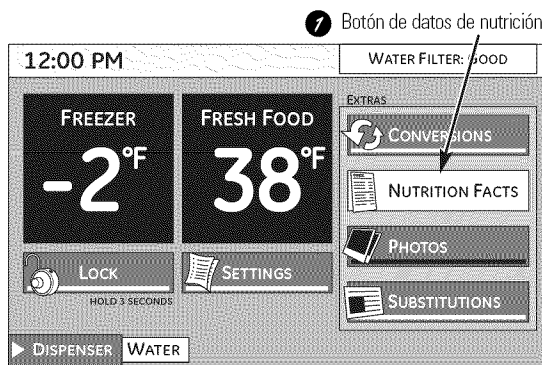 1 Botón de datos de nutrición
12:00 PM
WATER FILTER: GOOD
FREEZER
-2°F
FRESH FOOD
38°F
EXTRAS
CONVERSIONS
NUTRITION FACTS
PHOTOS
SUBSTITUTIONS
LOCK
HOLD 3 SECONDS
SETTINGS
DISPENSER
WATER